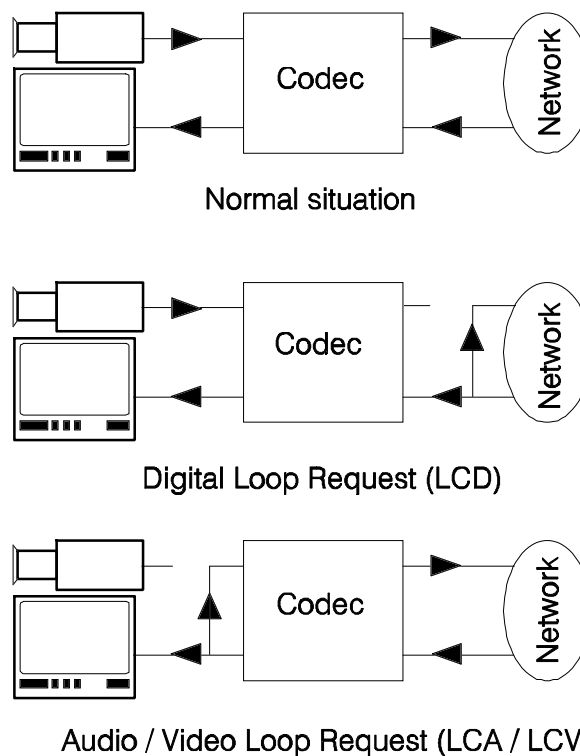 Codec
Network
Normal situation
Codec
Network
Digital Loop Request (LCD)
Codec
Network
Audio / Video Loop Request (LCA / LCV